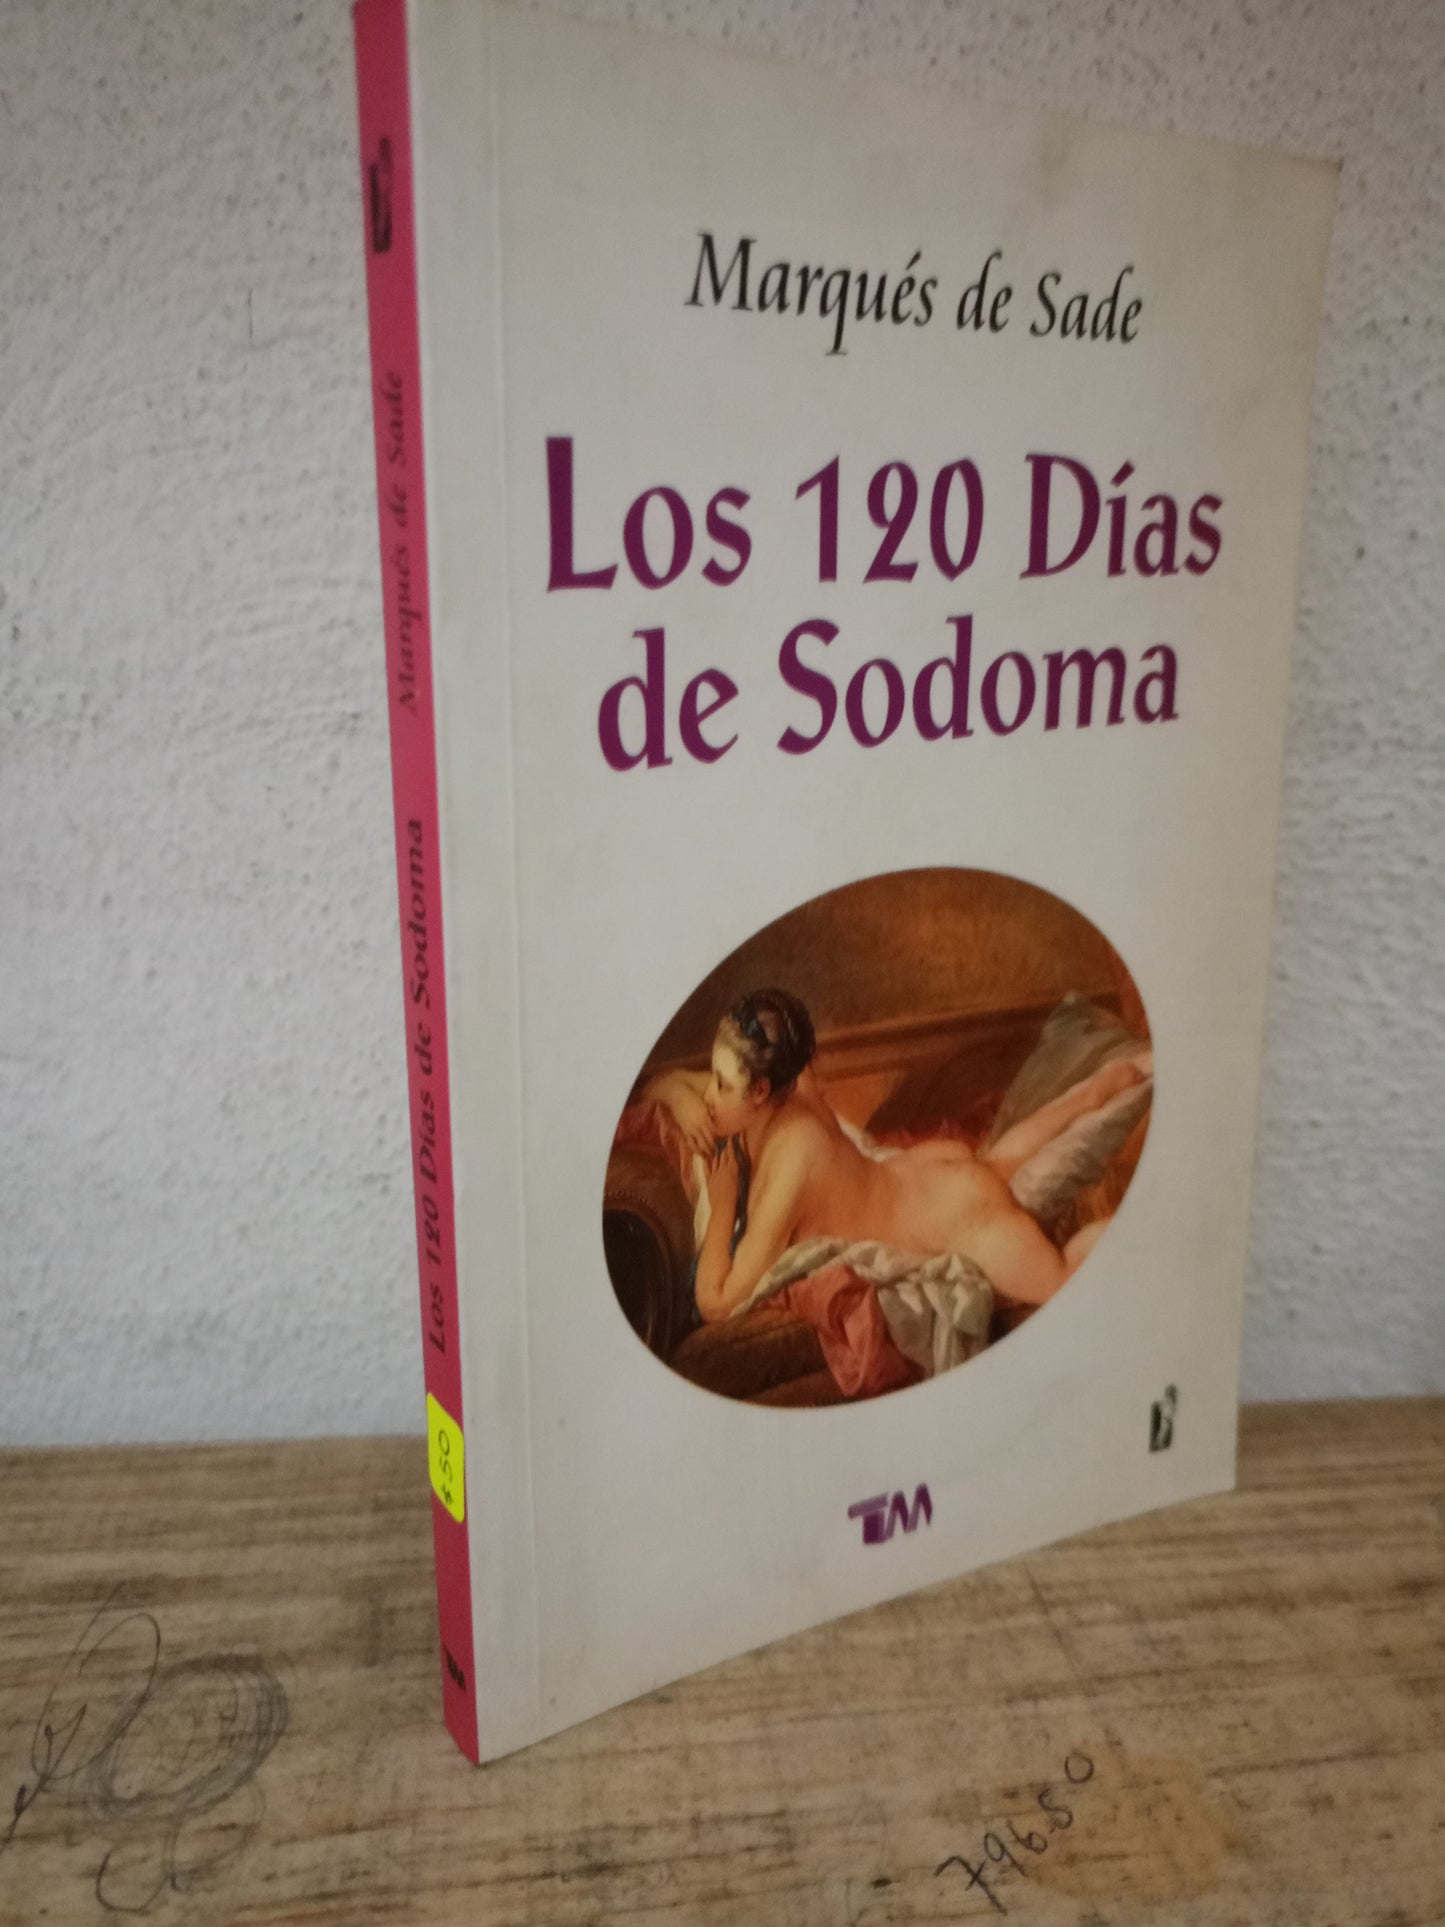 Marqués de Sade
Los 120 Días
de Sodoma
TM
Los 120 Días de Sodoma Marqués de Sade
$50
TM
79650